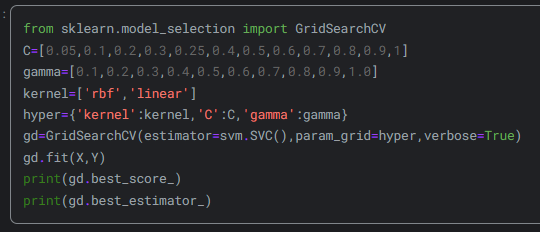 :
from sklearn.model_selection import GridSearchCV
C=[0.05,0.1,0.2,0.3,0.25,0.4,0.5,0.6,0.7,0.8,0.9,1]
gamma=[0.1,0.2,0.3,0.4,0.5,0.6,0.7,0.8,0.9,1.0]
kernel=['rbf','linear']
hyper={'kernel':kernel,'C':C,'gamma':gamma}
gd=GridSearchCV(estimator=svm.SVC(),param_grid=hyper,verbose=True)
gd.fit(X,Y)
print(gd.best_score_)
print(gd.best_estimator_)